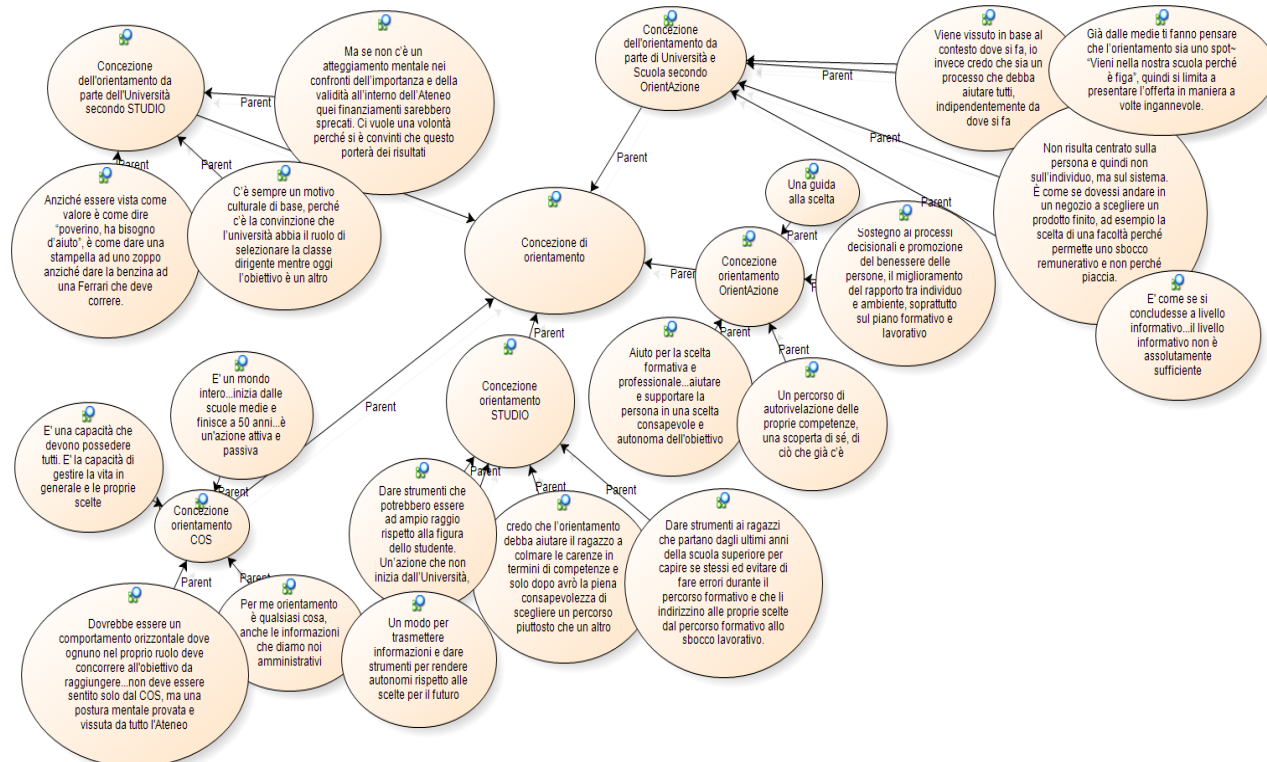 Concezione
dell'orientamento da
parte dell'Università
secondo STUDIO
Ma se non c'è un
atteggiamento mentale nei
confronti dell'importanza e della
validità all'interno dell'Ateneo
quei finanziamenti sarebbero
sprecati. Ci vuole una volontà
perché si è convinti che questo
porterà dei risultati
Parent
Parent
Parent
Anziché essere vista come
valore è come dire
“poverino, ha bisogno
d'aiuto”, è come dare una
stampella ad uno zoppo
anziché dare la benzina ad
una Ferrari che deve
correre.
C'è sempre un motivo
culturale di base, perché
c'è la convinzione che
l'università abbia il ruolo di
selezionare la classe
dirigente mentre oggi
l'obiettivo è un altro
Concezione
dell'orientamento da
parte di Università e
Scuola secondo
OrientAzione
Parent
Parent
Viene vissuto in base al
contesto dove si fa, io
invece credo che sia un
processo che debba
aiutare tutti,
indipendentemente da
dove si fa
Già dalle medie ti fanno pensare
che l'orientamento sia uno spot~
“Vieni nella nostra scuola perché
è figa”, quindi si limita a
presentare l'offerta in maniera a
volte ingannevole.
Non risulta centrato sulla
persona e quindi non
sull'individuo, ma sul sistema.
È come se dovessi andare in
un negozio a scegliere un
prodotto finito, ad esempio la
scelta di una facoltà perché
permette uno sbocco
remunerativo e non perché
piaccia.
Parent
E' come se si
concludesse a livello
informativo...il livello
informativo non è
assolutamente
sufficiente
Concezione di
orientamento
Una guida
alla scelta
Parent
Concezione
orientamento
OrientAzione
Parent
Sostegno ai processi
decisionali e promozione
del benessere delle
persone, il miglioramento
del rapporto tra individuo
e ambiente, soprattutto
sul piano formativo e
lavorativo
Parent
Parent
Aiuto per la scelta
formativa e
professionale...aiutare
e supportare la
persona in una scelta
consapevole e
autonoma dell'obiettivo
Un percorso di
autorivelazione delle
proprie competenze,
una scoperta di sé, di
ciò che già c'è
Parent
Concezione
orientamento
STUDIO
Parent
Parent
Dare strumenti che
potrebbero essere
ad ampio raggio
rispetto alla figura
dello studente.
Un'azione che non
inizia dall'Università,
credo che l'orientamento
debba aiutare il ragazzo a
colmare le carenze in
termini di competenze e
solo dopo avrò la piena
consapevolezza di
scegliere un percorso
piuttosto che un altro
Dare strumenti ai ragazzi
che partano dagli ultimi anni
della scuola superiore per
capire se stessi ed evitare di
fare errori durante il
percorso formativo e che li
indirizzino alle proprie scelte
dal percorso formativo allo
sbocco lavorativo.
Un modo per
trasmettere
informazioni e dare
strumenti per rendere
autonomi rispetto alle
scelte per il futuro
Parent
E' un mondo
intero...inizia dalle
scuole medie e
finisce a 50 anni...è
un'azione attiva e
passiva
E' una capacità che
devono possedere
tutti. E' la capacità di
gestire la vita in
generale e le proprie
scelte
Parent
Concezione
orientamento
COS
Parent
Parent
Dovrebbe essere un
comportamento orizzontale dove
ognuno nel proprio ruolo deve
concorrere all'obiettivo da
raggiungere...non deve essere
sentito solo dal COS, ma una
postura mentale provata e
vissuta da tutto l'Ateneo
Per me orientamento
è qualsiasi cosa,
anche le informazioni
che diamo noi
amministrativi